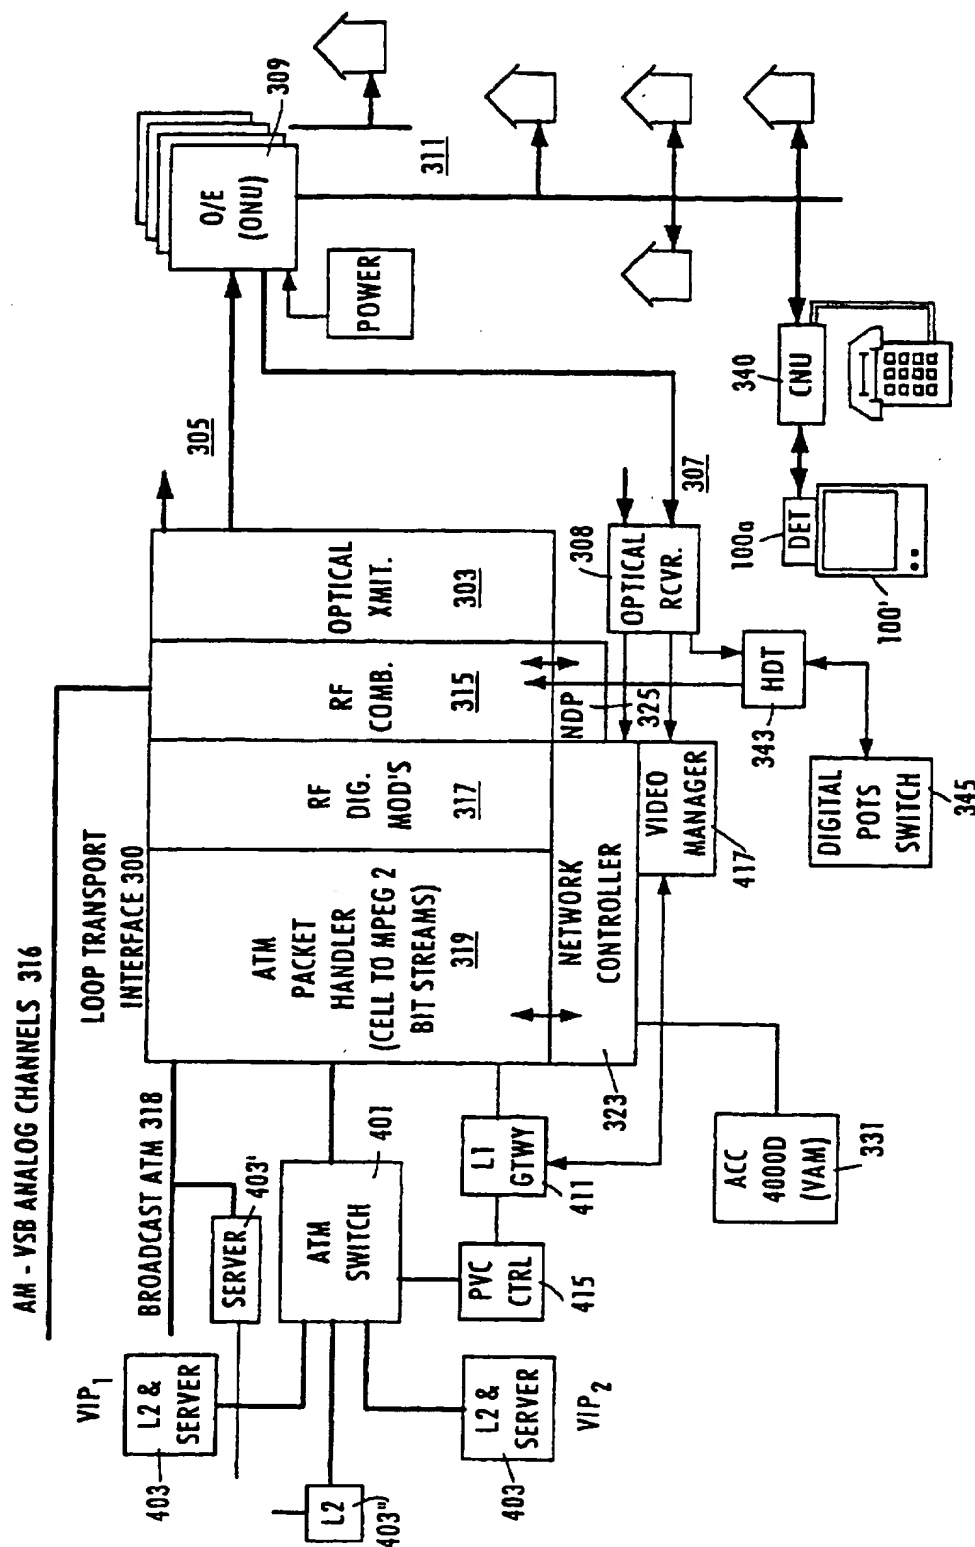 AM - VSB ANALOG CHANNELS 316
LOOP TRANSPORT
INTERFACE 300
BROADCAST ATM 318
VIP1
L2 &
SERVER
403
SERVER
403'
L2
403"
L2 &
SERVER
403
VIP2
ATM
SWITCH
401
PVC
CTRL
415
L1
GTWY
411
ATM
PACKET
HANDLER
(CELL TO MPEG 2
BIT STREAMS)
319
RF
DIG.
MOD'S
317
RF
COMB.
315
OPTICAL
XMIT.
303
NETWORK
CONTROLLER
323
NDP
325
VIDEO
MANAGER
417
ACC
4000D
(VAM)
331
OPTICAL
RCVR.
308
305
307
HDT
343
DIGITAL
POTS
SWITCH
345
O/E
(ONU)
309
POWER
311
CNU
340
DET
100a
100'